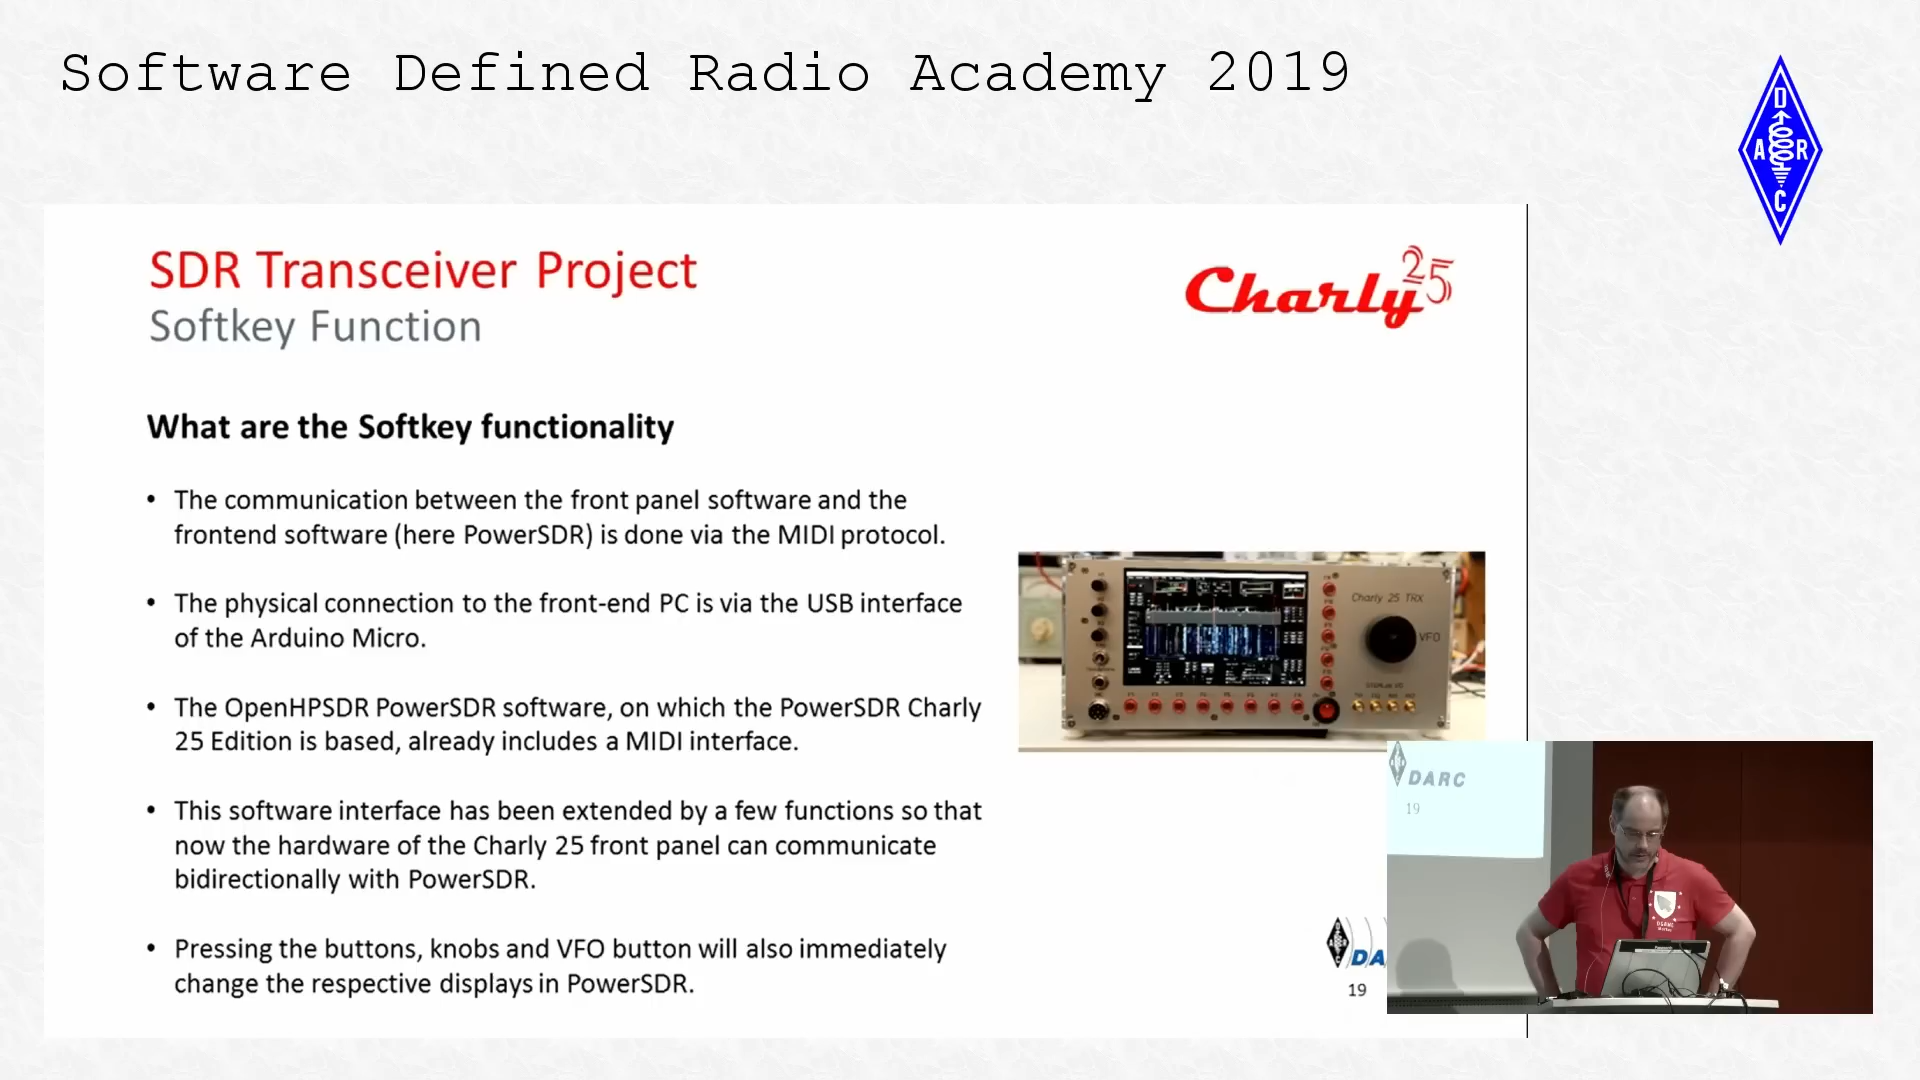 Software Defined Radio Academy 2019
D
A R
C
SDR Transceiver Project
Softkey Function
Charly 25
What are the Softkey functionality
• The communication between the front panel software and the
frontend software (here PowerSDR) is done via the MIDI protocol.
• The physical connection to the front-end PC is via the USB interface
of the Arduino Micro.
• The OpenHPSDR PowerSDR software, on which the PowerSDR Charly
25 Edition is based, already includes a MIDI interface.
• This software interface has been extended by a few functions so that
now the hardware of the Charly 25 front panel can communicate
bidirectionally with PowerSDR.
• Pressing the buttons, knobs and VFO button will also immediately
change the respective displays in PowerSDR.
Charly 25 TRX
VFO
DA
19
DARC
19